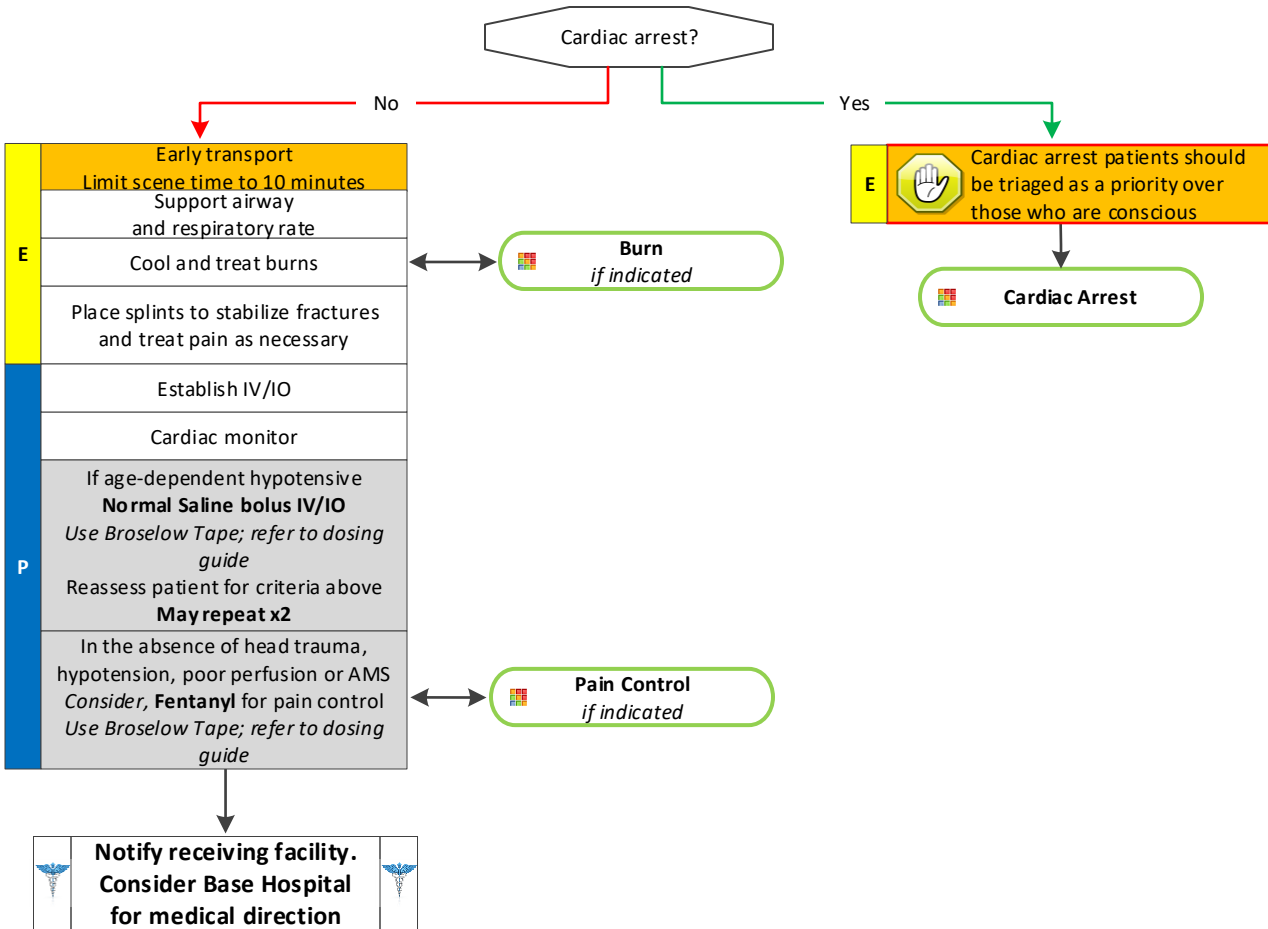 Cardiac arrest?
No
Yes
E
Early transport
Limit scene time to 10 minutes
Support airway
and respiratory rate
Cool and treat burns
Place splints to stabilize fractures
and treat pain as necessary
Burn
if indicated
E
Cardiac arrest patients should
be triaged as a priority over
those who are conscious
Cardiac Arrest
P
Establish IV/IO
Cardiac monitor
If age-dependent hypotensive
Normal Saline bolus IV/IO
Use Broselow Tape; refer to dosing
guide
Reassess patient for criteria above
May repeat x2
In the absence of head trauma,
hypotension, poor perfusion or AMS
Consider, Fentanyl for pain control
Use Broselow Tape; refer to dosing
guide
Pain Control
if indicated
Notify receiving facility.
Consider Base Hospital
for medical direction